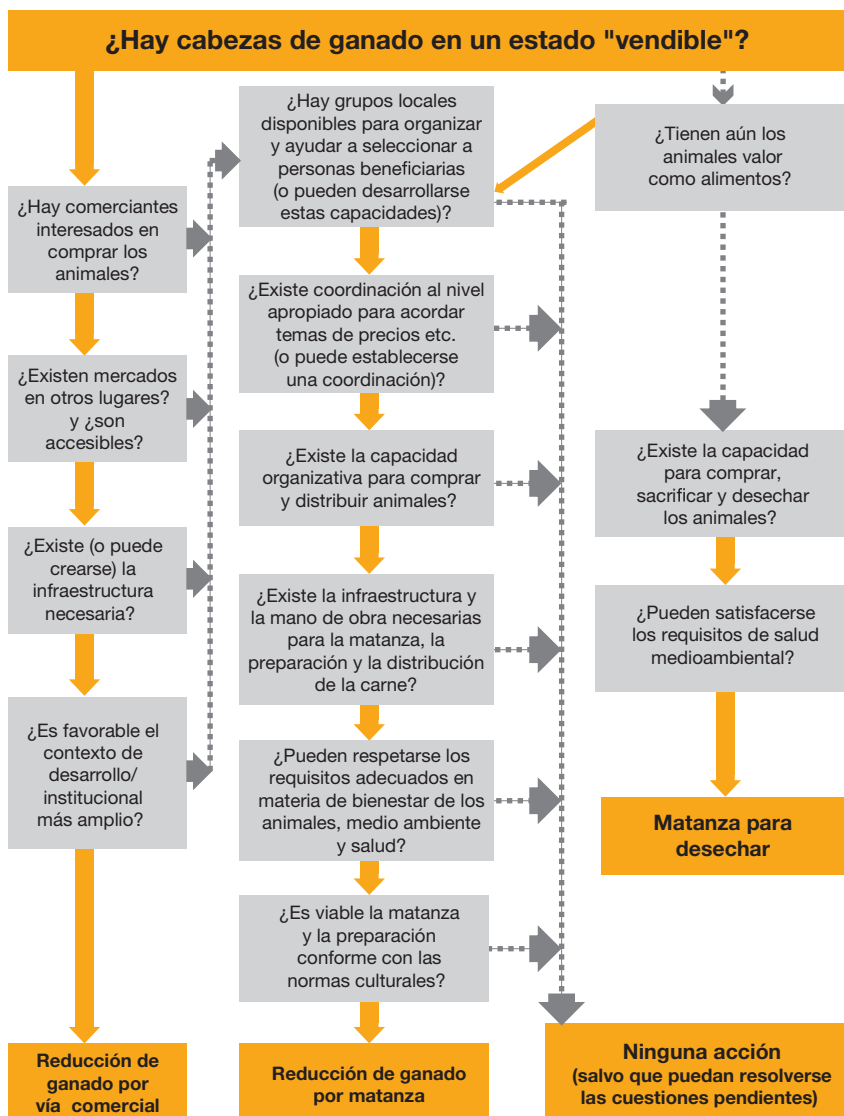 ¿Hay cabezas de ganado en un estado "vendible"?
¿Hay comerciantes
interesados en
comprar los
animales?
¿Existen mercados
en otros lugares?
y ¿son
accesibles?
¿Existe (o puede
crearse) la
infraestructura
necesaria?
¿Es favorable el
contexto de
desarrollo/
institucional
más amplio?
Reducción de
ganado por
vía comercial
¿Hay grupos locales
disponibles para organizar
y ayudar a seleccionar a
personas beneficiarias
(o pueden desarrollarse
estas capacidades)?
¿Existe coordinación al nivel
apropiado para acordar
temas de precios etc.
(o puede establecerse
una coordinación)?
¿Existe la capacidad
organizativa para comprar
y distribuir animales?
¿Existe la infraestructura y
la mano de obra necesarias
para la matanza, la
preparación y la distribución
de la carne?
¿Pueden respetarse los
requisitos adecuados en
materia de bienestar de los
animales, medio ambiente
y salud?
¿Es viable la matanza
y la preparación
conforme con las
normas culturales?
Reducción de ganado
por matanza
¿Tienen aún los
animales valor
como alimentos?
¿Existe la capacidad
para comprar,
sacrificar y desechar
los animales?
¿Pueden satisfacerse
los requisitos de salud
medioambiental?
Matanza para
desechar
Ninguna acción
(salvo que puedan resolverse
las cuestiones pendientes)